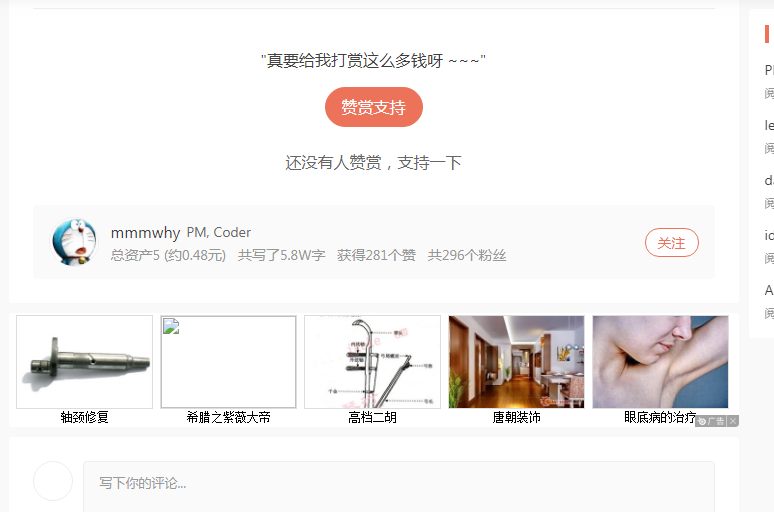 "真要给我打赏这么多钱呀 ~~~"
赞赏支持
还没有人赞赏，支持一下
mmmwhy PM, Coder
总资产5 (约0.48元) 共写了5.8W字 获得281个赞 共296个粉丝
关注
轴颈修复
希腊之紫薇大帝
高档二胡
唐朝装饰
眼底病的治疗
广告
写下你的评论...
阅
le
阅
阅
阅
A
阅